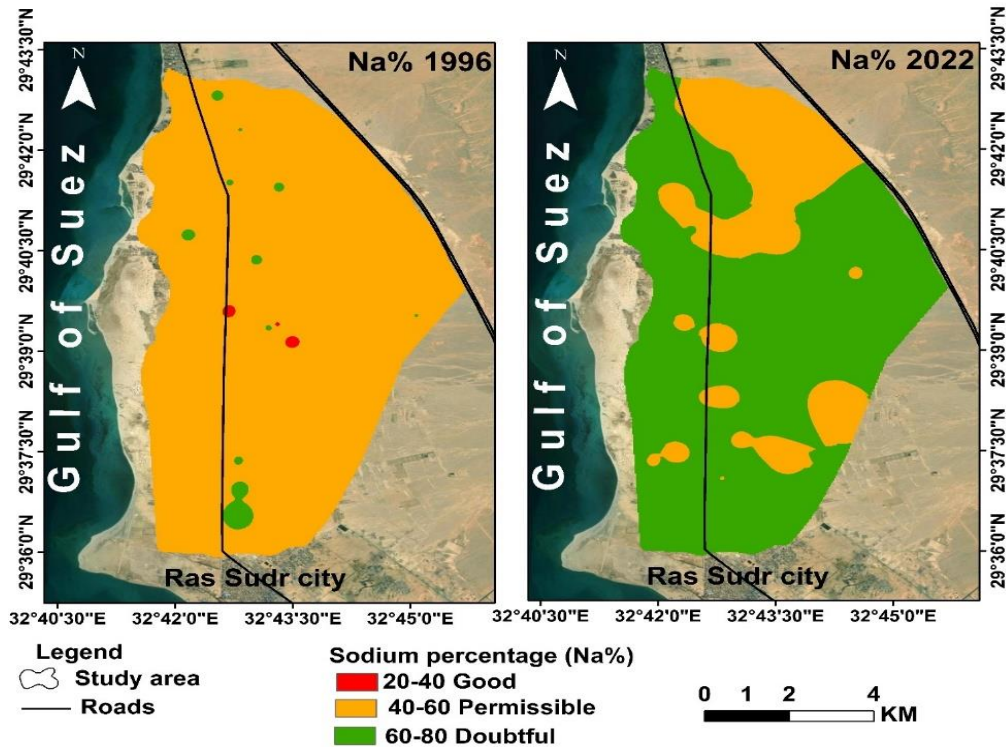 Na% 1996
Na% 2022
Z
Z
29°43'30"N
29°42'0"N
29°40'30"N
29°39'0"N
29°37'30"N
29°36'0"N
29°43'30"N
29°42'0"N
29°40'30"N
29°39'0"N
29°37'30"N
29°36'0"N
Gulf of Suez
Gulf of Suez
Ras Sudr city
Ras Sudr city
32°40'30"E 32°42'0"E 32°43'30"E 32°45'0"E
32°40'30"E 32°42'0"E 32°43'30"E 32°45'0"E
Legend
Study area
Roads
Sodium percentage (Na%)
20-40 Good
40-60 Permissible
60-80 Doubtful
0 1 2 4
KM